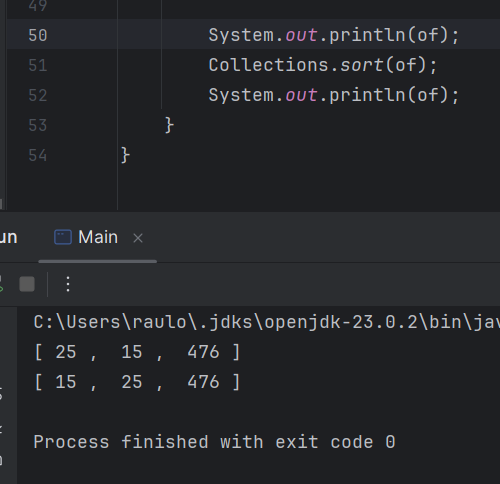 49
50 System.out.println(of);
51 Collections.sort(of);
52 System.out.println(of);
53 }
54 }
un Main ×
C:\Users\raulo\.jdks\openjdk-23.0.2\bin\jav
[ 25 , 15 , 476 ]
[ 15 , 25 , 476 ]
Process finished with exit code 0